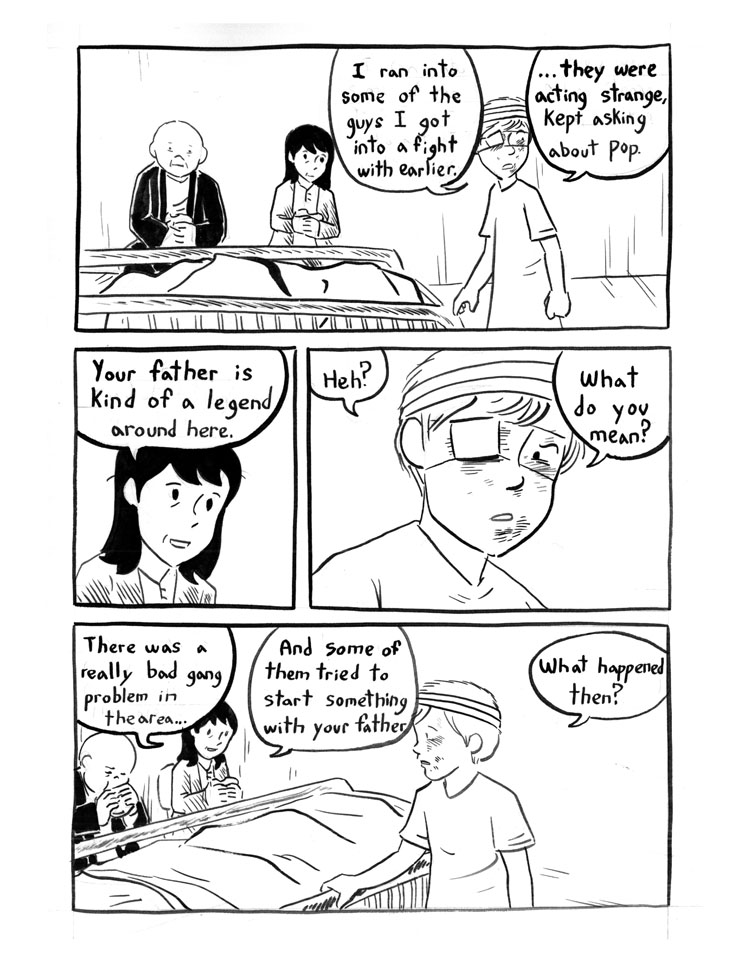 I ran into
some of the
guys I got
into a fight
with earlier.
...they were
acting strange,
Kept asking
about Pop.
Your father is
Kind of a legend
around here.
Heh?
What
do you
mean?
There was a
really bad gang
problem in
the area...
And some of
them tried to
start something
with your father
What happened
then?